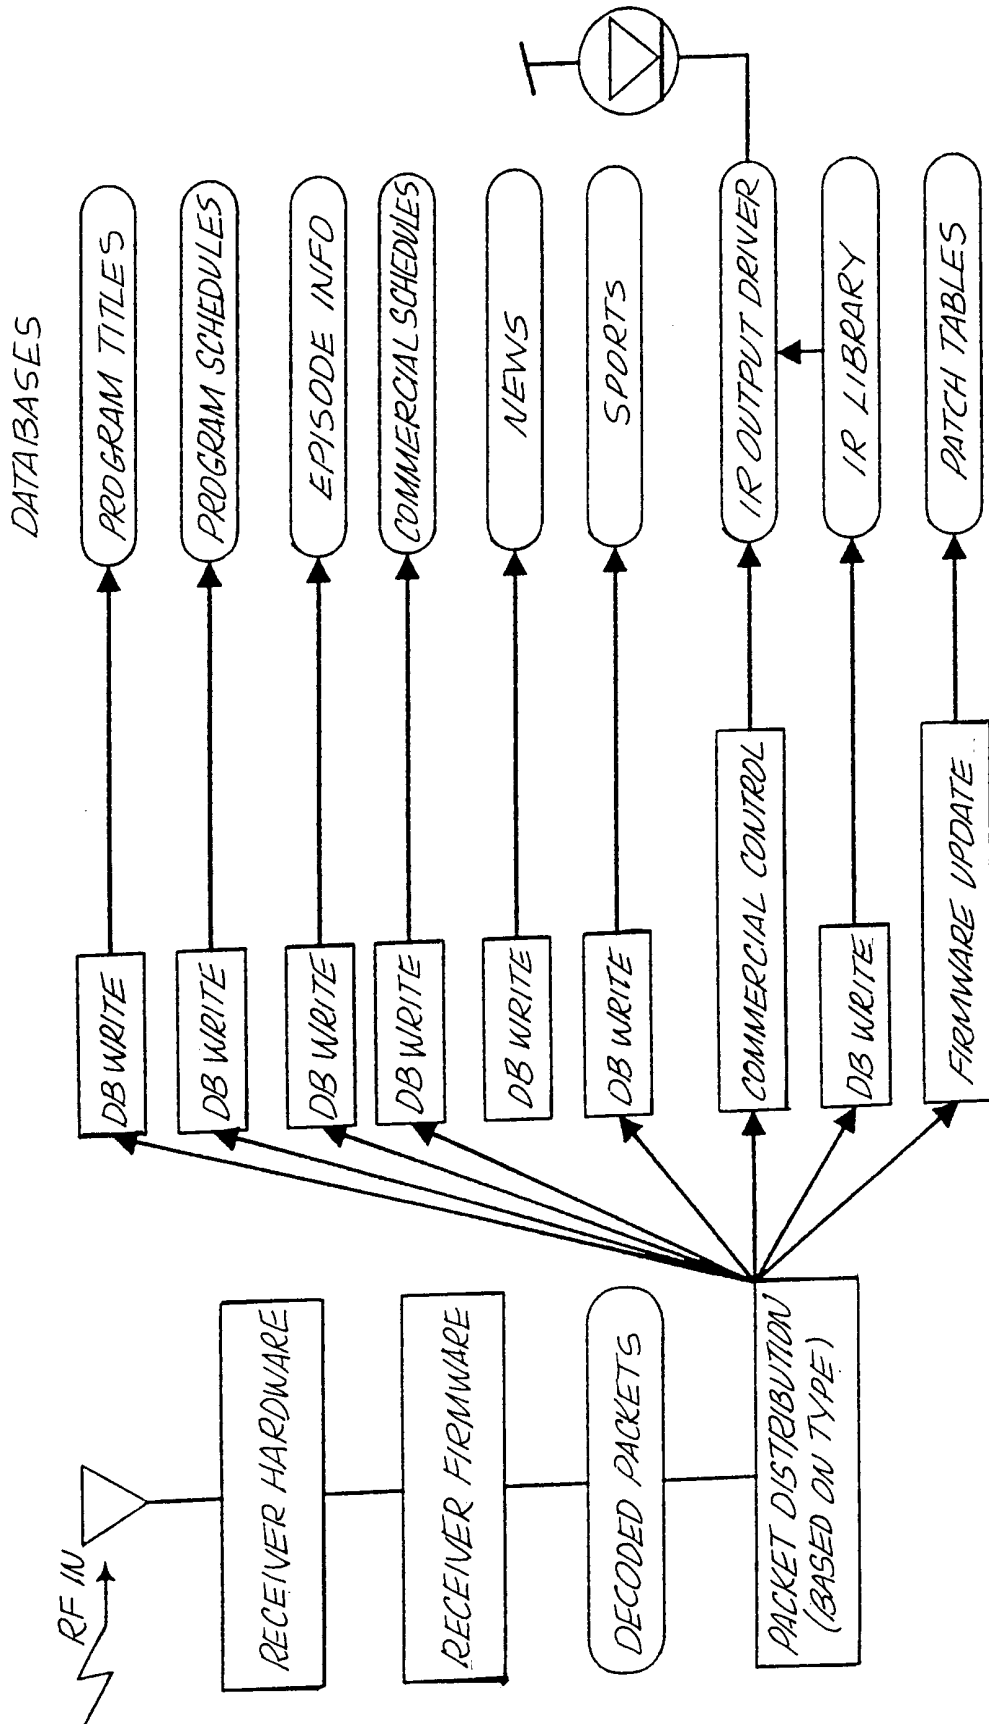 DATABASES
RF IN
RECEIVER HARDWARE
RECEIVER FIRMWARE
DECODED PACKETS
PACKET DISTRIBUTION
(BASED ON TYPE)
DB WRITE
PROGRAM TITLES
DB WRITE
PROGRAM SCHEDULES
DB WRITE
EPISODE INFO
DB WRITE
COMMERCIAL SCHEDULES
DB WRITE
NEWS
DB WRITE
SPORTS
COMMERCIAL CONTROL
IR OUTPUT DRIVER
DB WRITE
IR LIBRARY
FIRMWARE UPDATE
PATCH TABLES